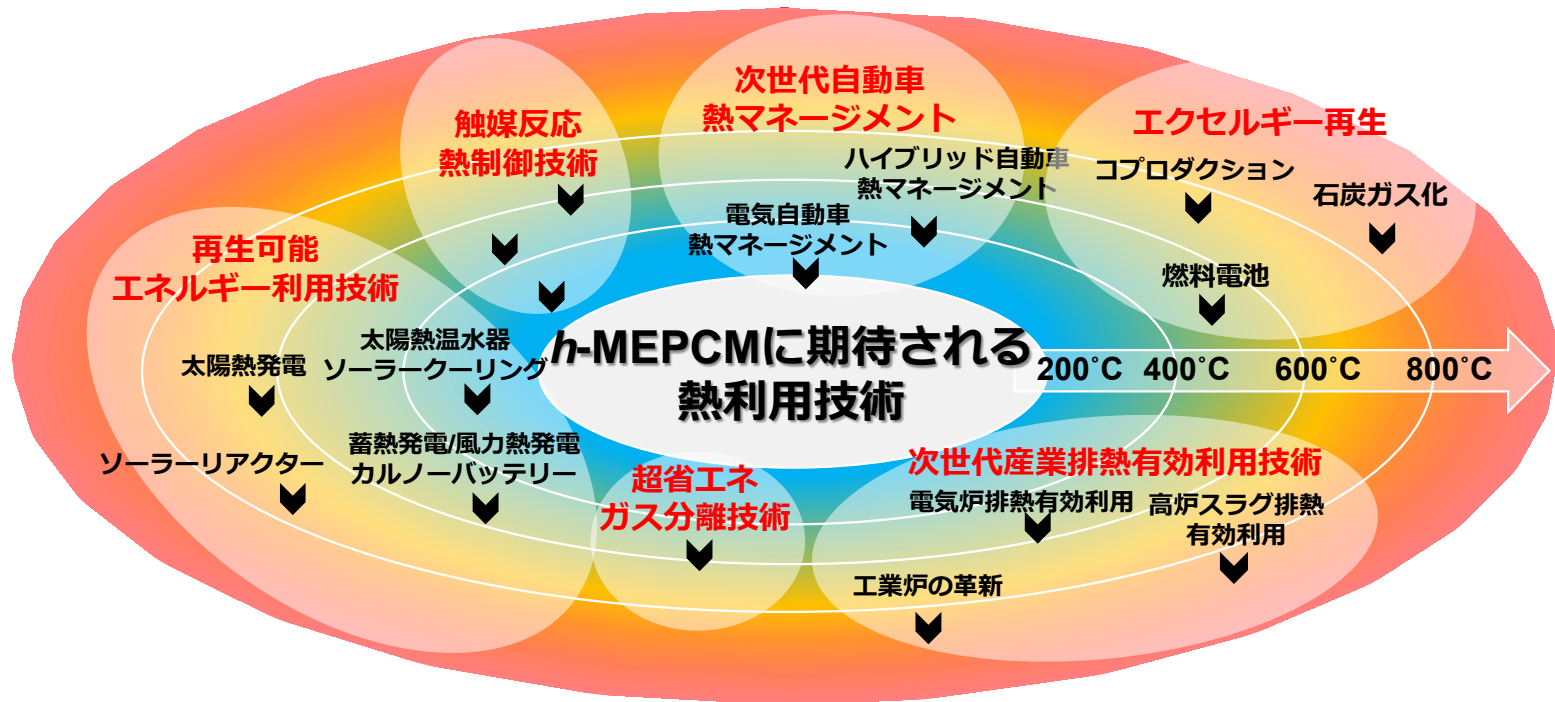 次世代自動車
熱マネージメント
触媒反応
熱制御技術
エクセルギー再生
ハイブリッド自動車
熱マネージメント
コプロダクション
石炭ガス化
電気自動車
熱マネージメント
再生可能
エネルギー利用技術
燃料電池
太陽熱温水器
ソーラークーリング
太陽熱発電
h-MEPCMに期待される
熱利用技術
200˚C 400˚C 600˚C 800˚C
ソーラーリアクター
蓄熱発電/風力熱発電
カルノーバッテリー
超省エネ
ガス分離技術
次世代産業排熱有効利用技術
電気炉排熱有効利用
高炉スラグ排熱
有効利用
工業炉の革新